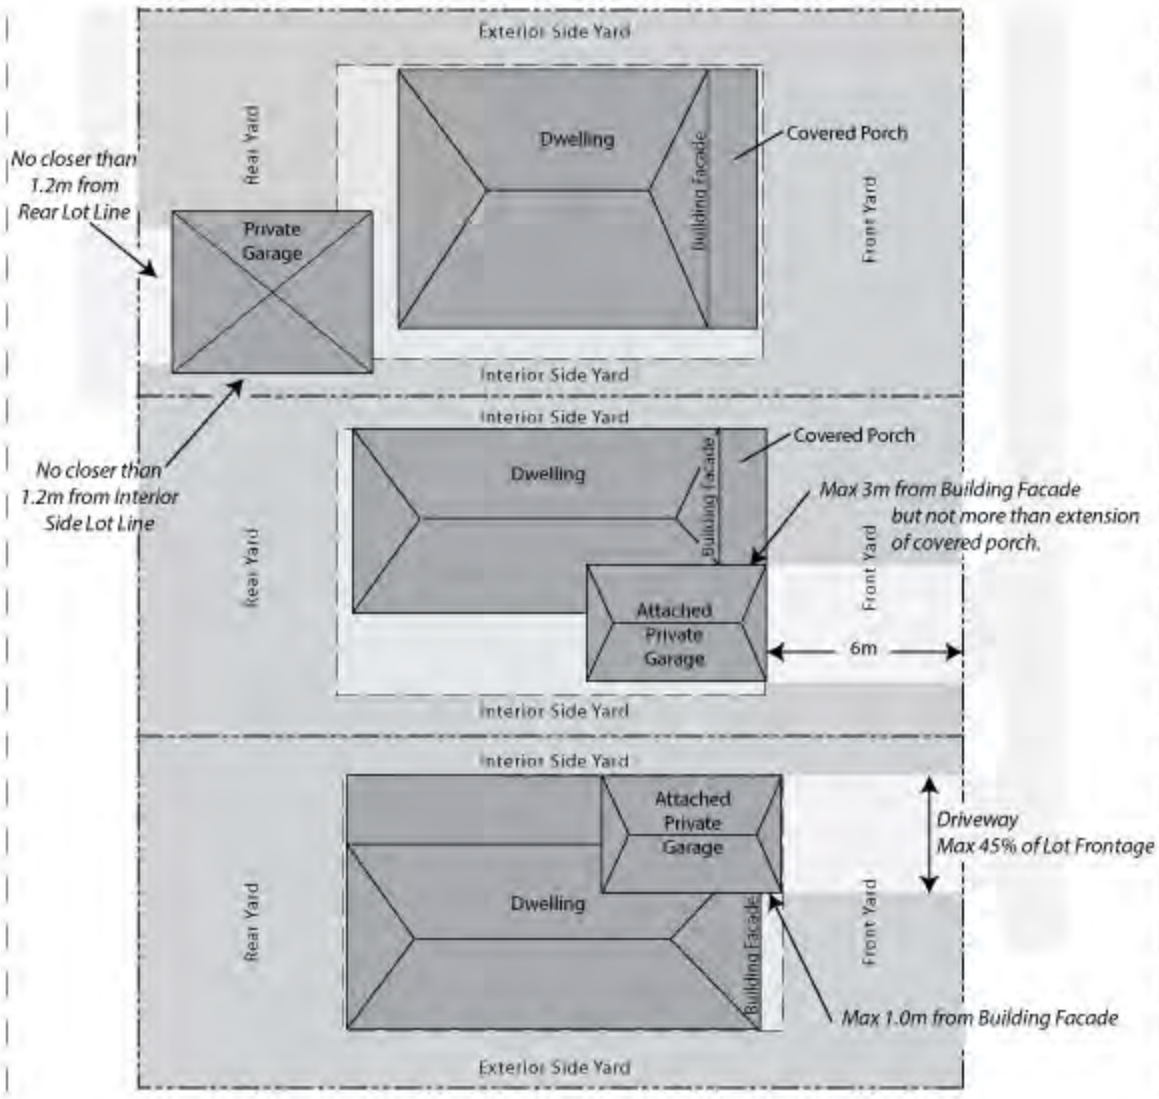 Exterior Side Yard
Rear Yard
Dwelling
Building Facade
Covered Porch
Front Yard
No closer than
1.2m from
Rear Lot Line
Private
Garage
Interior Side Yard
No closer than
1.2m from Interior
Side Lot Line
Interior Side Yard
Rear Yard
Dwelling
Building Facade
Covered Porch
Max 3m from Building Facade
but not more than extension
of covered porch.
Front Yard
Attached
Private
Garage
6m
Interior Side Yard
Interior Side Yard
Attached
Private
Garage
Driveway
Max 45% of Lot Frontage
Rear Yard
Dwelling
Building Facade
Front Yard
Max 1.0m from Building Facade
Exterior Side Yard